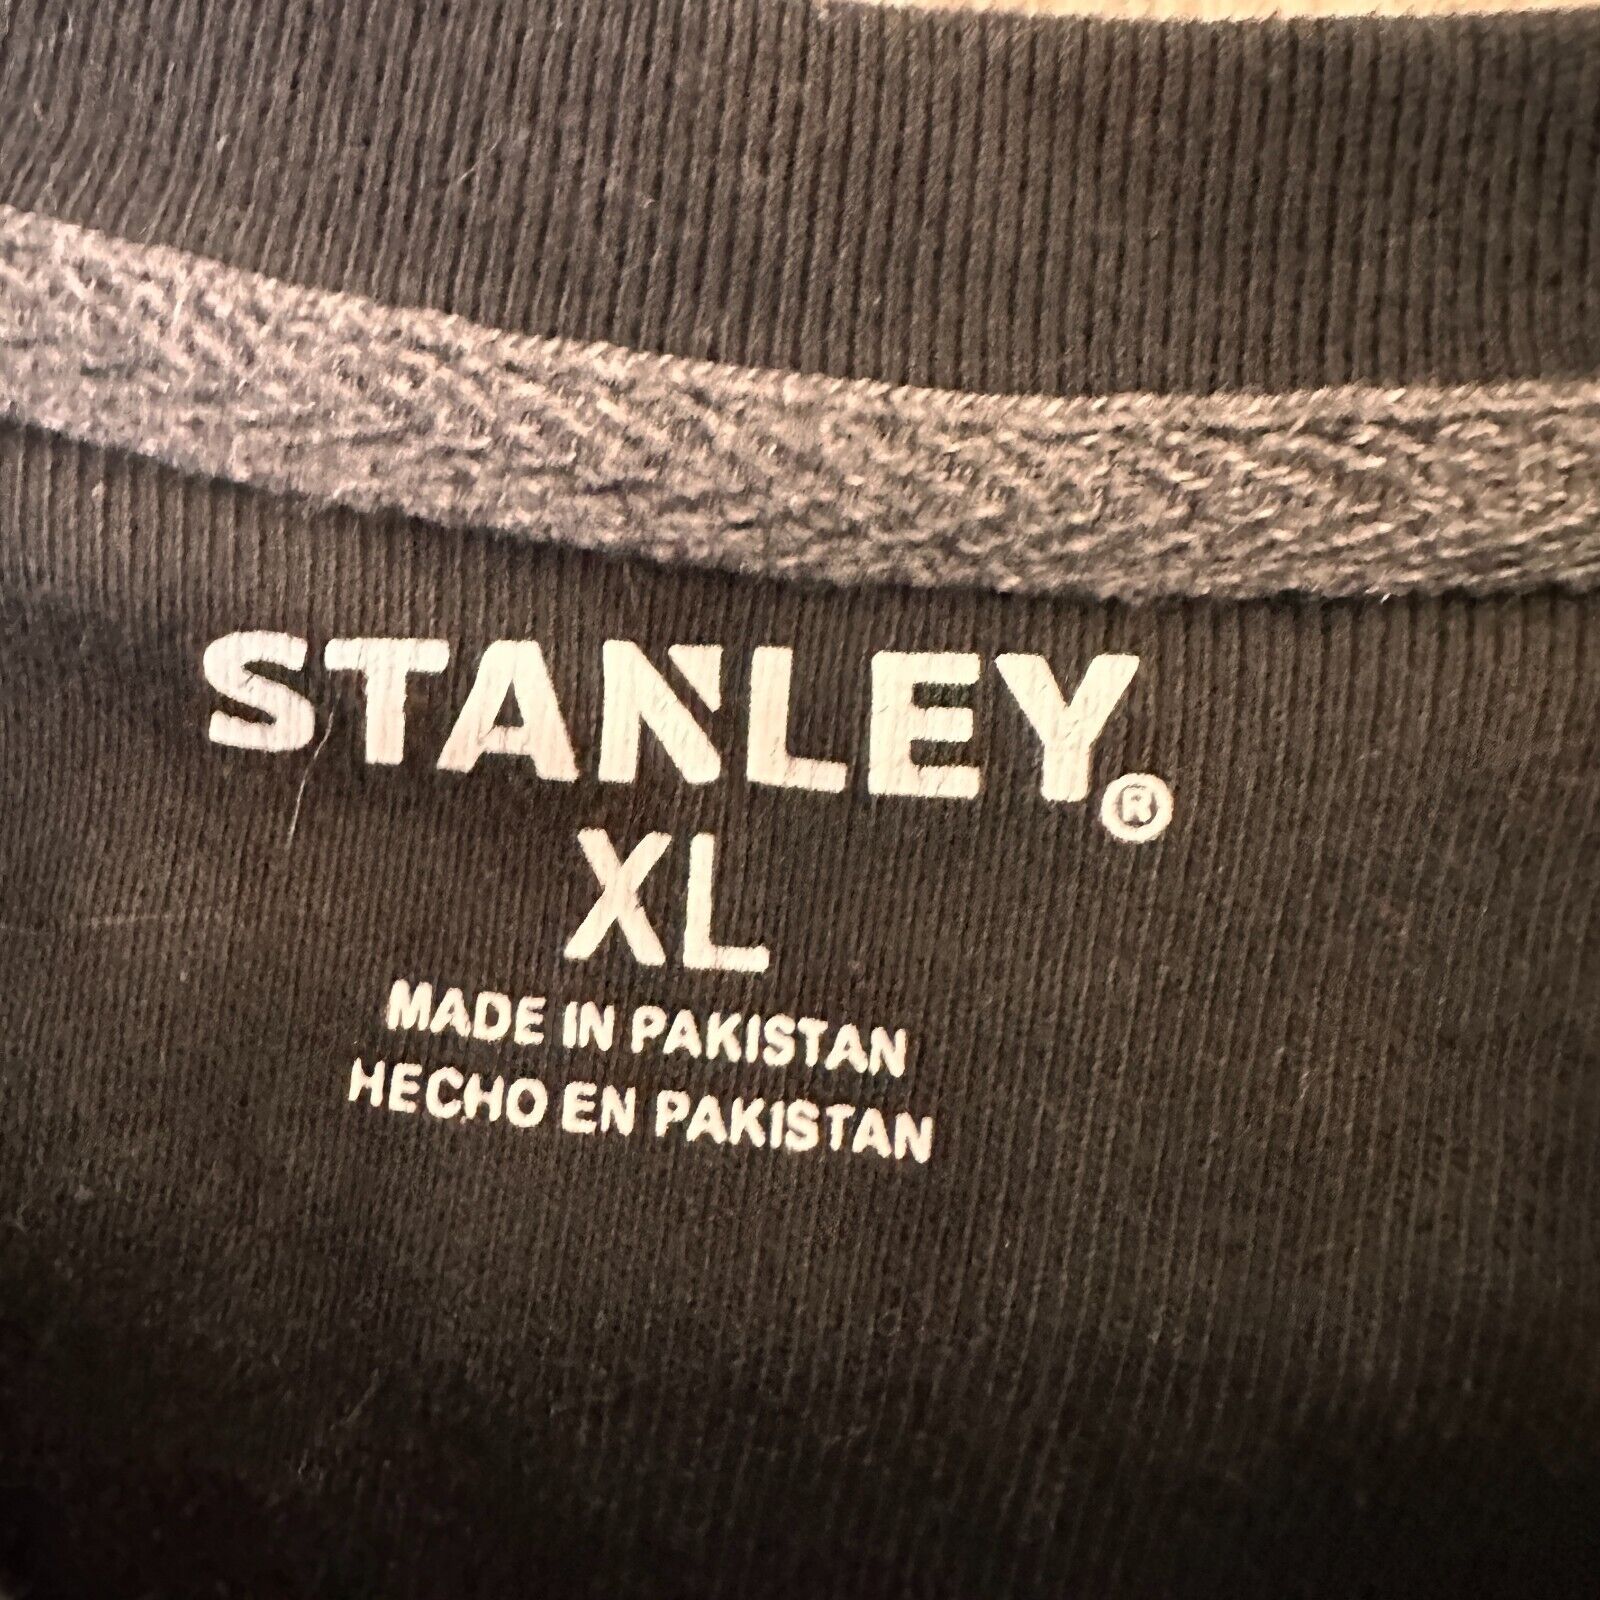 STANLEY®
XL
MADE IN PAKISTAN
HECHO EN PAKISTAN